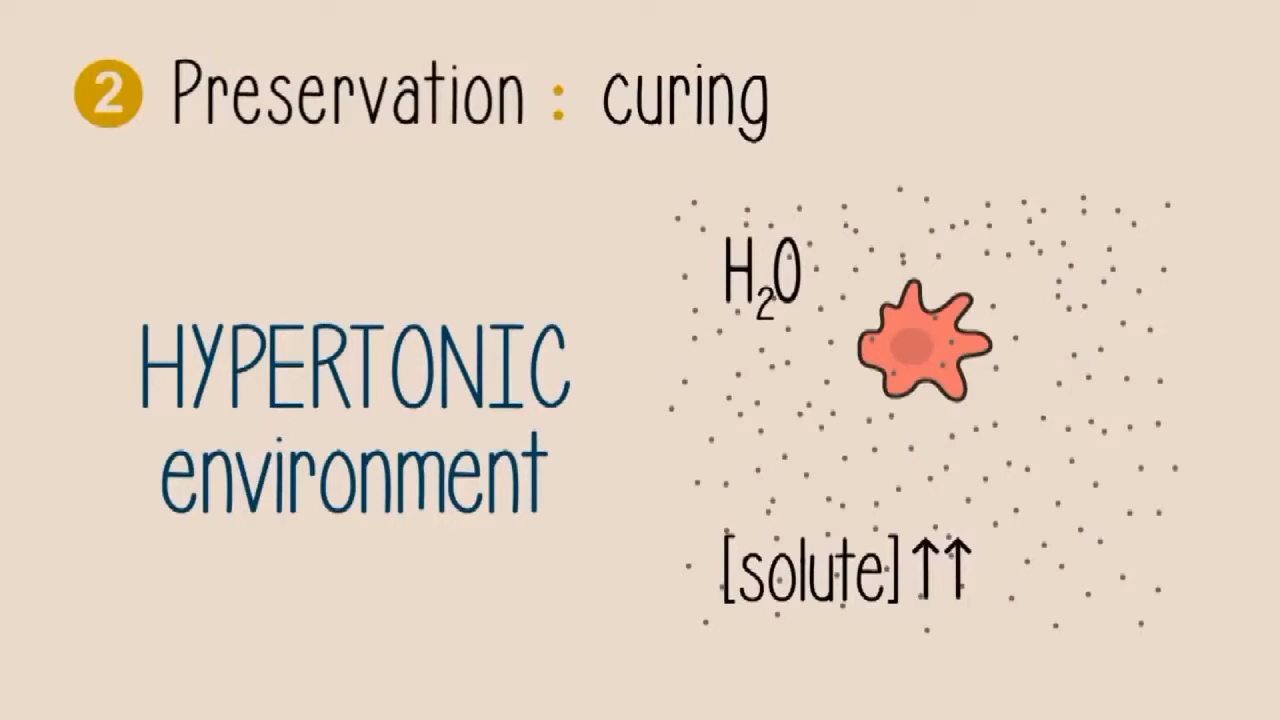 2 Preservation : curing
H₂O
HYPERTONIC
environment
[solute]↑↑